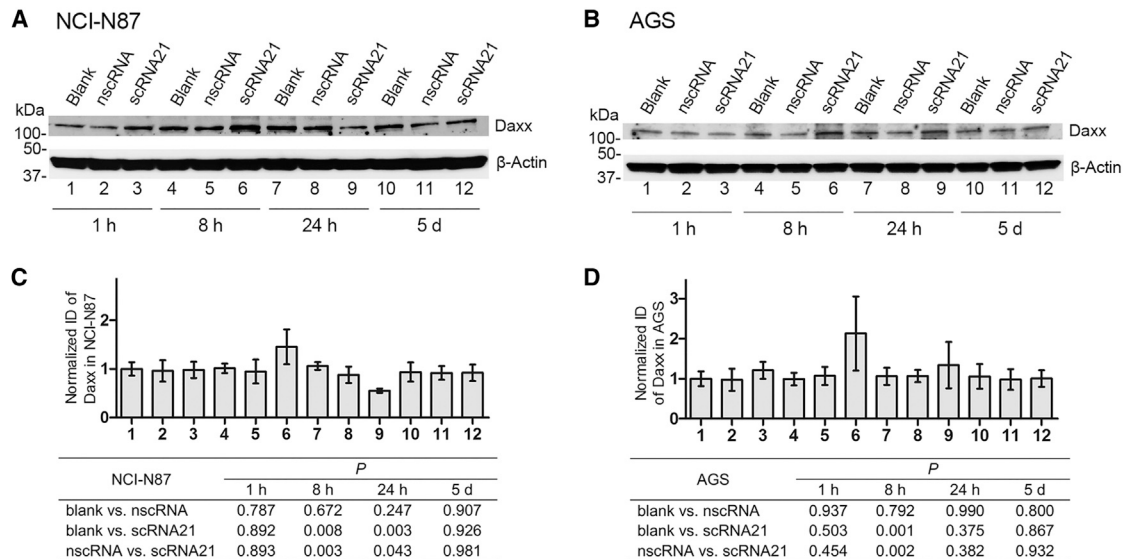 A NCI-N87
Blank nscRNA scRNA21 Blank nscRNA scRNA21 Blank nscRNA scRNA21 Blank nscRNA scRNA21
kDa
100- Daxx
50-
β-Actin
37-
1 2 3 4 5 6 7 8 9 10 11 12
1 h 8 h 24 h 5 d
B AGS
Blank nscRNA scRNA21 Blank nscRNA scRNA21 Blank nscRNA scRNA21 Blank nscRNA scRNA21
kDa
100- Daxx
50-
β-Actin
37-
1 2 3 4 5 6 7 8 9 10 11 12
1 h 8 h 24 h 5 d
C
Normalized ID of
Daxx in NCI-N87
2
1
0
1 2 3 4 5 6 7 8 9 10 11 12
NCI-N87 P
1 h 8 h 24 h 5 d
blank vs. nscRNA 0.787 0.672 0.247 0.907
blank vs. scRNA21 0.892 0.008 0.003 0.926
nscRNA vs. scRNA21 0.893 0.003 0.043 0.981
D
Normalized ID
of Daxx in AGS
3
2
1
0
1 2 3 4 5 6 7 8 9 10 11 12
AGS P
1 h 8 h 24 h 5 d
blank vs. nscRNA 0.937 0.792 0.990 0.800
blank vs. scRNA21 0.503 0.001 0.375 0.867
nscRNA vs. scRNA21 0.454 0.002 0.382 0.932